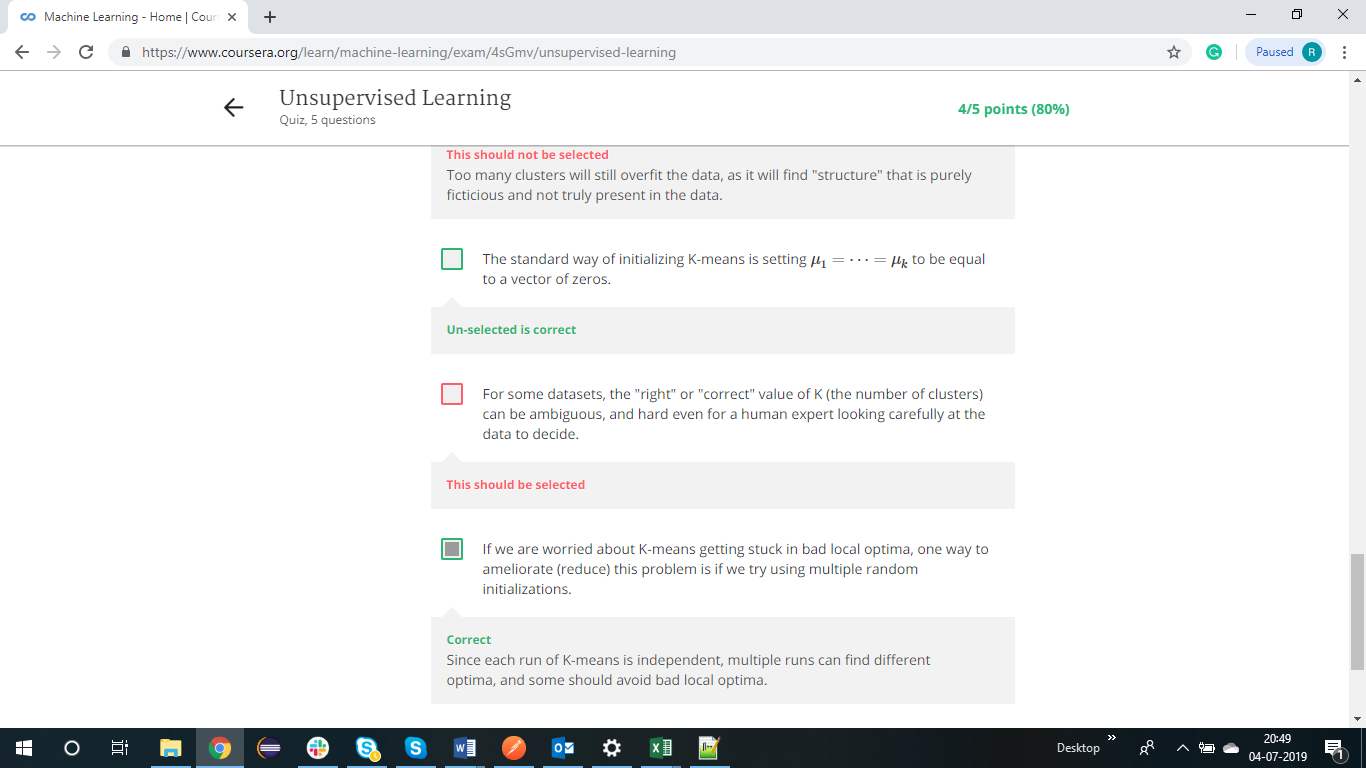 Machine Learning - Home | Cour
https://www.coursera.org/learn/machine-learning/exam/4sGmv/unsupervised-learning
Paused R
Unsupervised Learning
Quiz, 5 questions
4/5 points (80%)
This should not be selected
Too many clusters will still overfit the data, as it will find "structure" that is purely
ficticious and not truly present in the data.
The standard way of initializing K-means is setting μ₁ = ··· = μₖ to be equal
to a vector of zeros.
Un-selected is correct
For some datasets, the "right" or "correct" value of K (the number of clusters)
can be ambiguous, and hard even for a human expert looking carefully at the
data to decide.
This should be selected
If we are worried about K-means getting stuck in bad local optima, one way to
ameliorate (reduce) this problem is if we try using multiple random
initializations.
Correct
Since each run of K-means is independent, multiple runs can find different
optima, and some should avoid bad local optima.
Desktop
20:49
04-07-2019
1